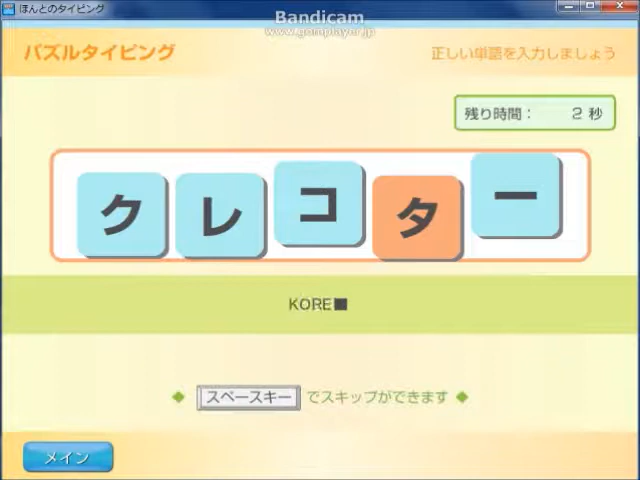 ほんとのタイピング
Bandicam
www.gomplayer.jp
パズルタイピング
正しい単語を入力しましょう
残り時間： 2 秒
クレコター
KORE
スペースキー でスキップができます
メイン